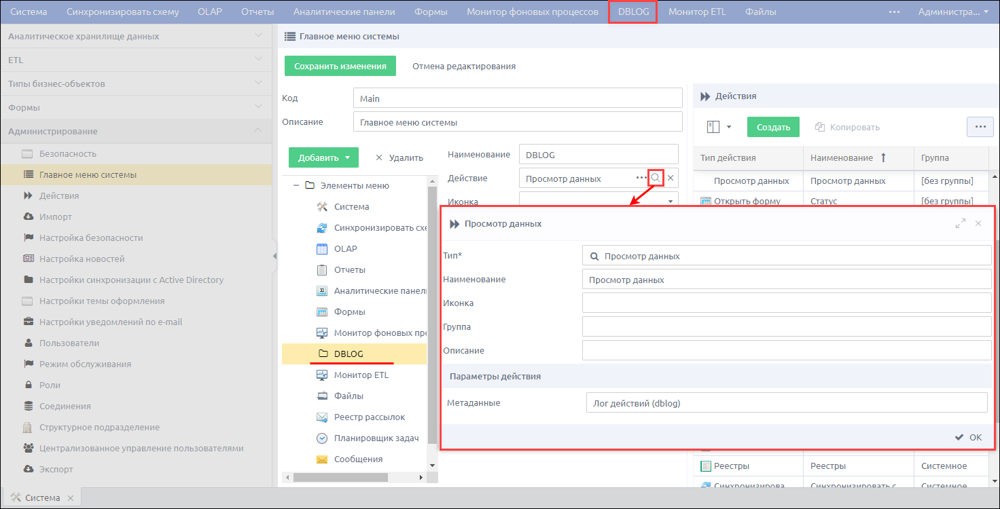 Система Синхронизировать схему OLAP Отчеты Аналитические панели Формы Монитор фоновых процессов DBLOG Монитор ETL Файлы ••• Администра...
Аналитическое хранилище данных
ETL
Типы бизнес-объектов
Формы
Администрирование
Безопасность
Главное меню системы
Действия
Импорт
Настройка безопасности
Настройка новостей
Настройки синхронизации с Active Directory
Настройки темы оформления
Настройки уведомлений по e-mail
Пользователи
Режим обслуживания
Роли
Соединения
Структурное подразделение
Централизованное управление пользователями
Экспорт
Главное меню системы
Сохранить изменения Отмена редактирования
Код Main
Описание Главное меню системы
Добавить Удалить
Элементы меню
Система
Синхронизировать схе
OLAP
Отчеты
Аналитические панел
Формы
Монитор фоновых про
DBLOG
Монитор ETL
Файлы
Реестр рассылок
Планировщик задач
Сообщения
Наименование DBLOG
Действие Просмотр данных •••
Иконка
Действия
Создать Копировать •••
Тип действия Наименование Группа
Просмотр данных Просмотр данных [без группы]
Открыть форму Статус [без группы]
Просмотр данных
Тип* Просмотр данных
Наименование Просмотр данных
Иконка
Группа
Описание
Параметры действия
Метаданные Лог действий (dblog)
OK
Реестры Реестры Системное
Синхронизирова Синхронизировать с Системное
Система